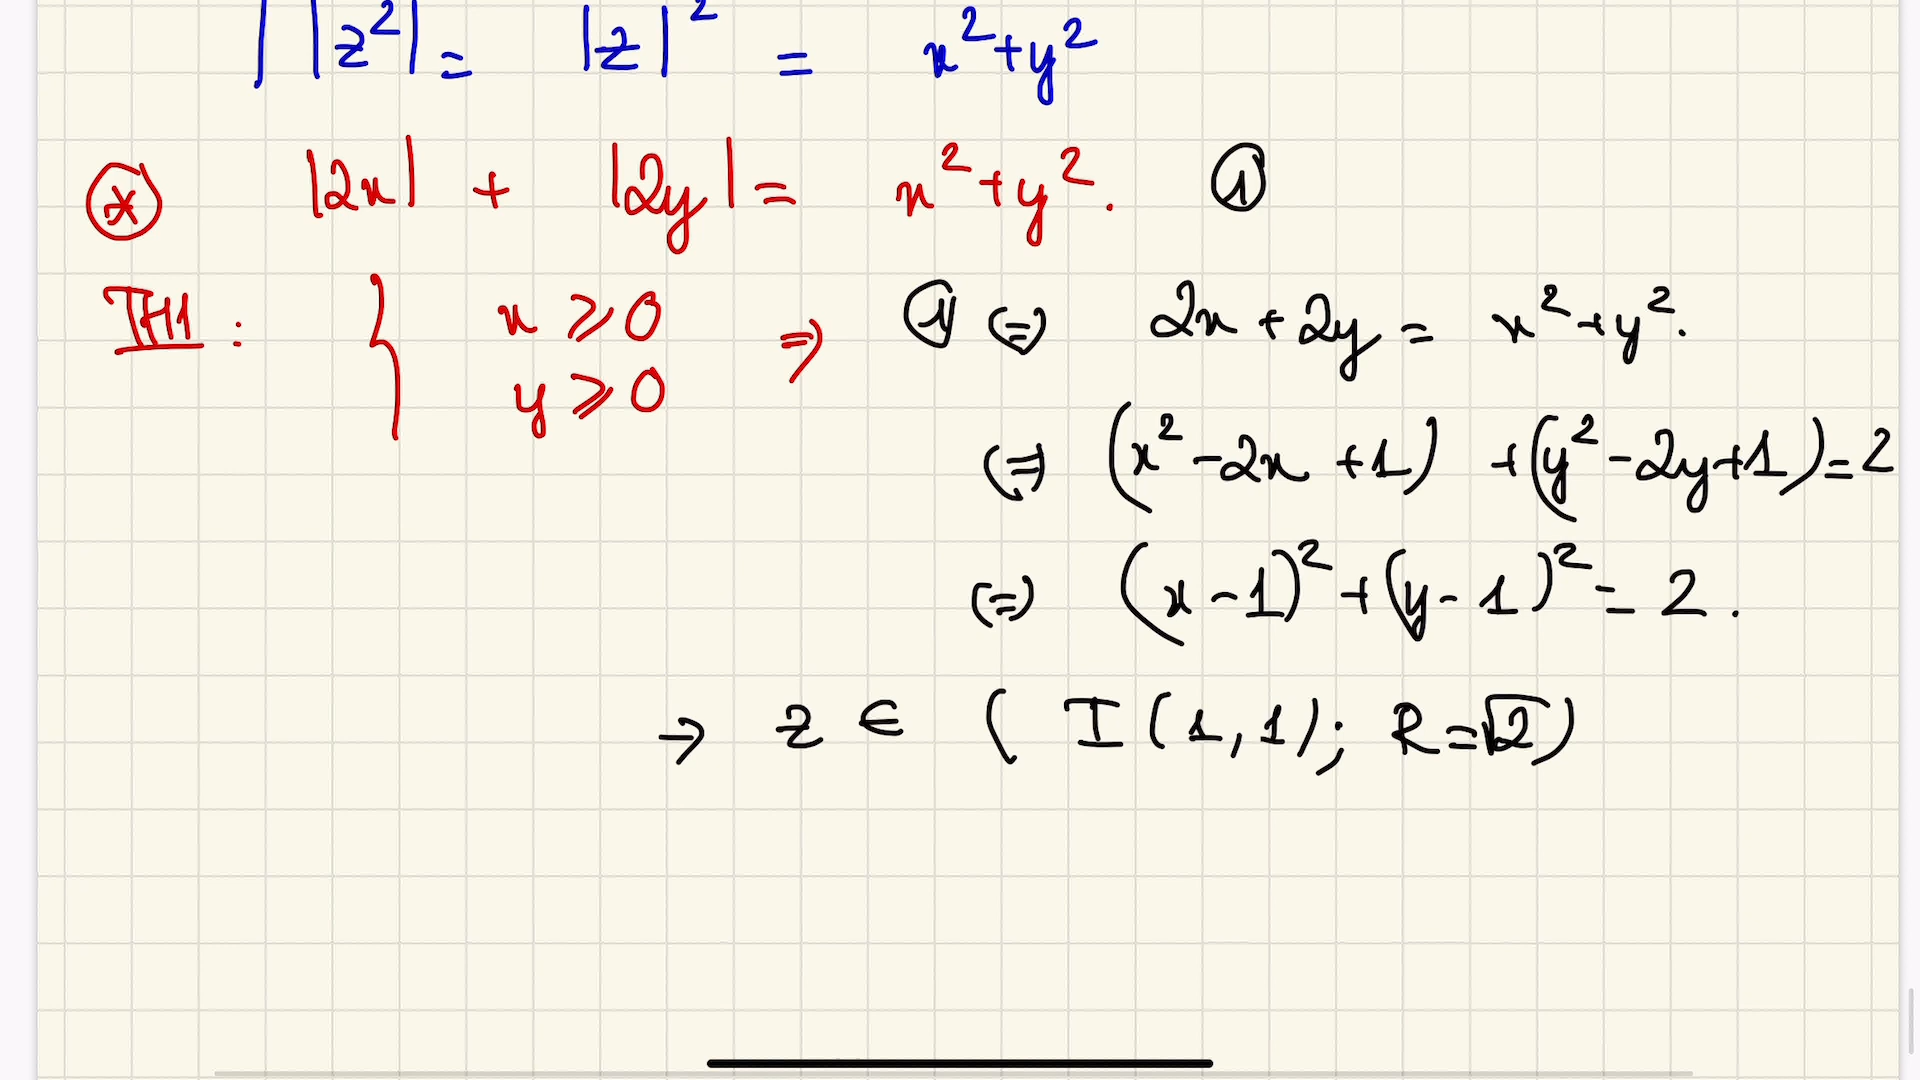 |z²| = |z|² = x²+y²
⊛ |2x| + |2y| = x²+y². ①
TH1 : { x ⩾ 0 ⇒ ① (=) 2x + 2y = x²+y².
y ⩾ 0
(=) (x² - 2x + 1) + (y² - 2y + 1) = 2
(=) (x - 1)² + (y - 1)² = 2.
→ z ∈ ( I (1, 1); R = √2 )